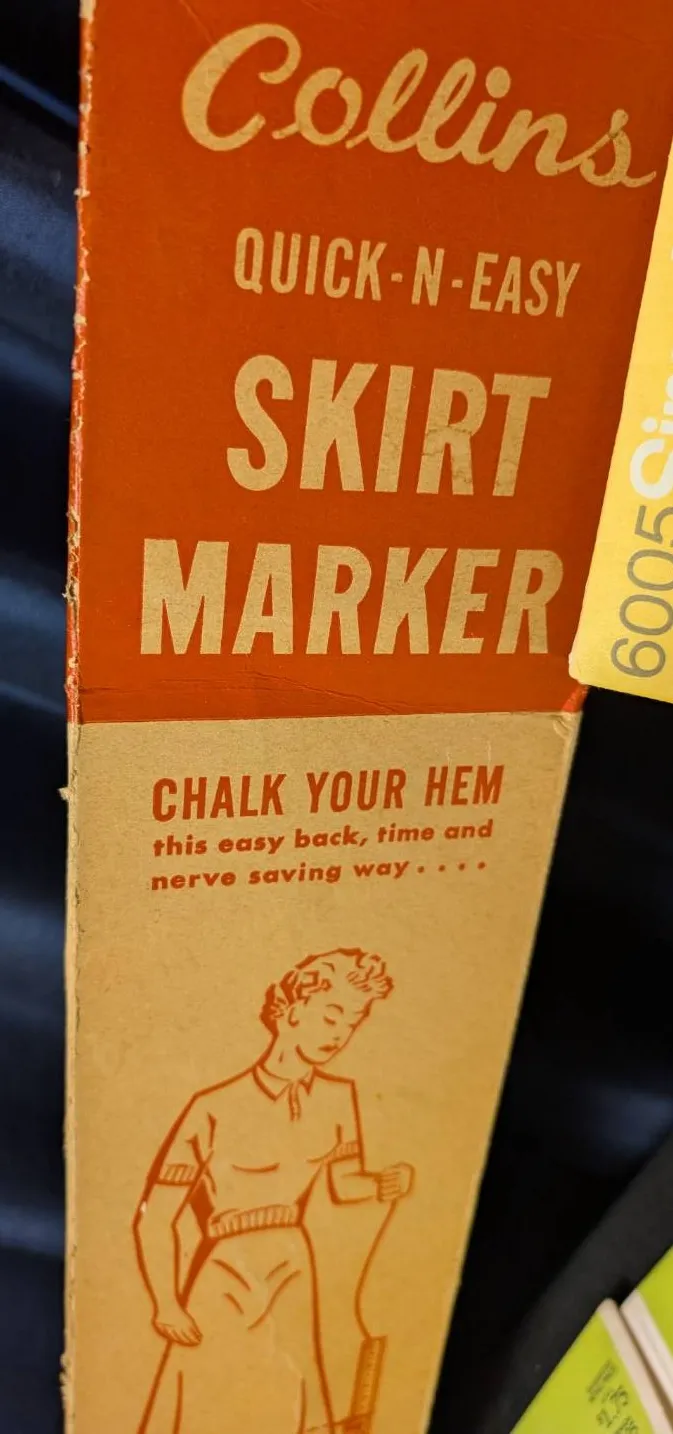 Collins
QUICK-N-EASY
SKIRT
MARKER
CHALK YOUR HEM
this easy back, time and
nerve saving way....
6005